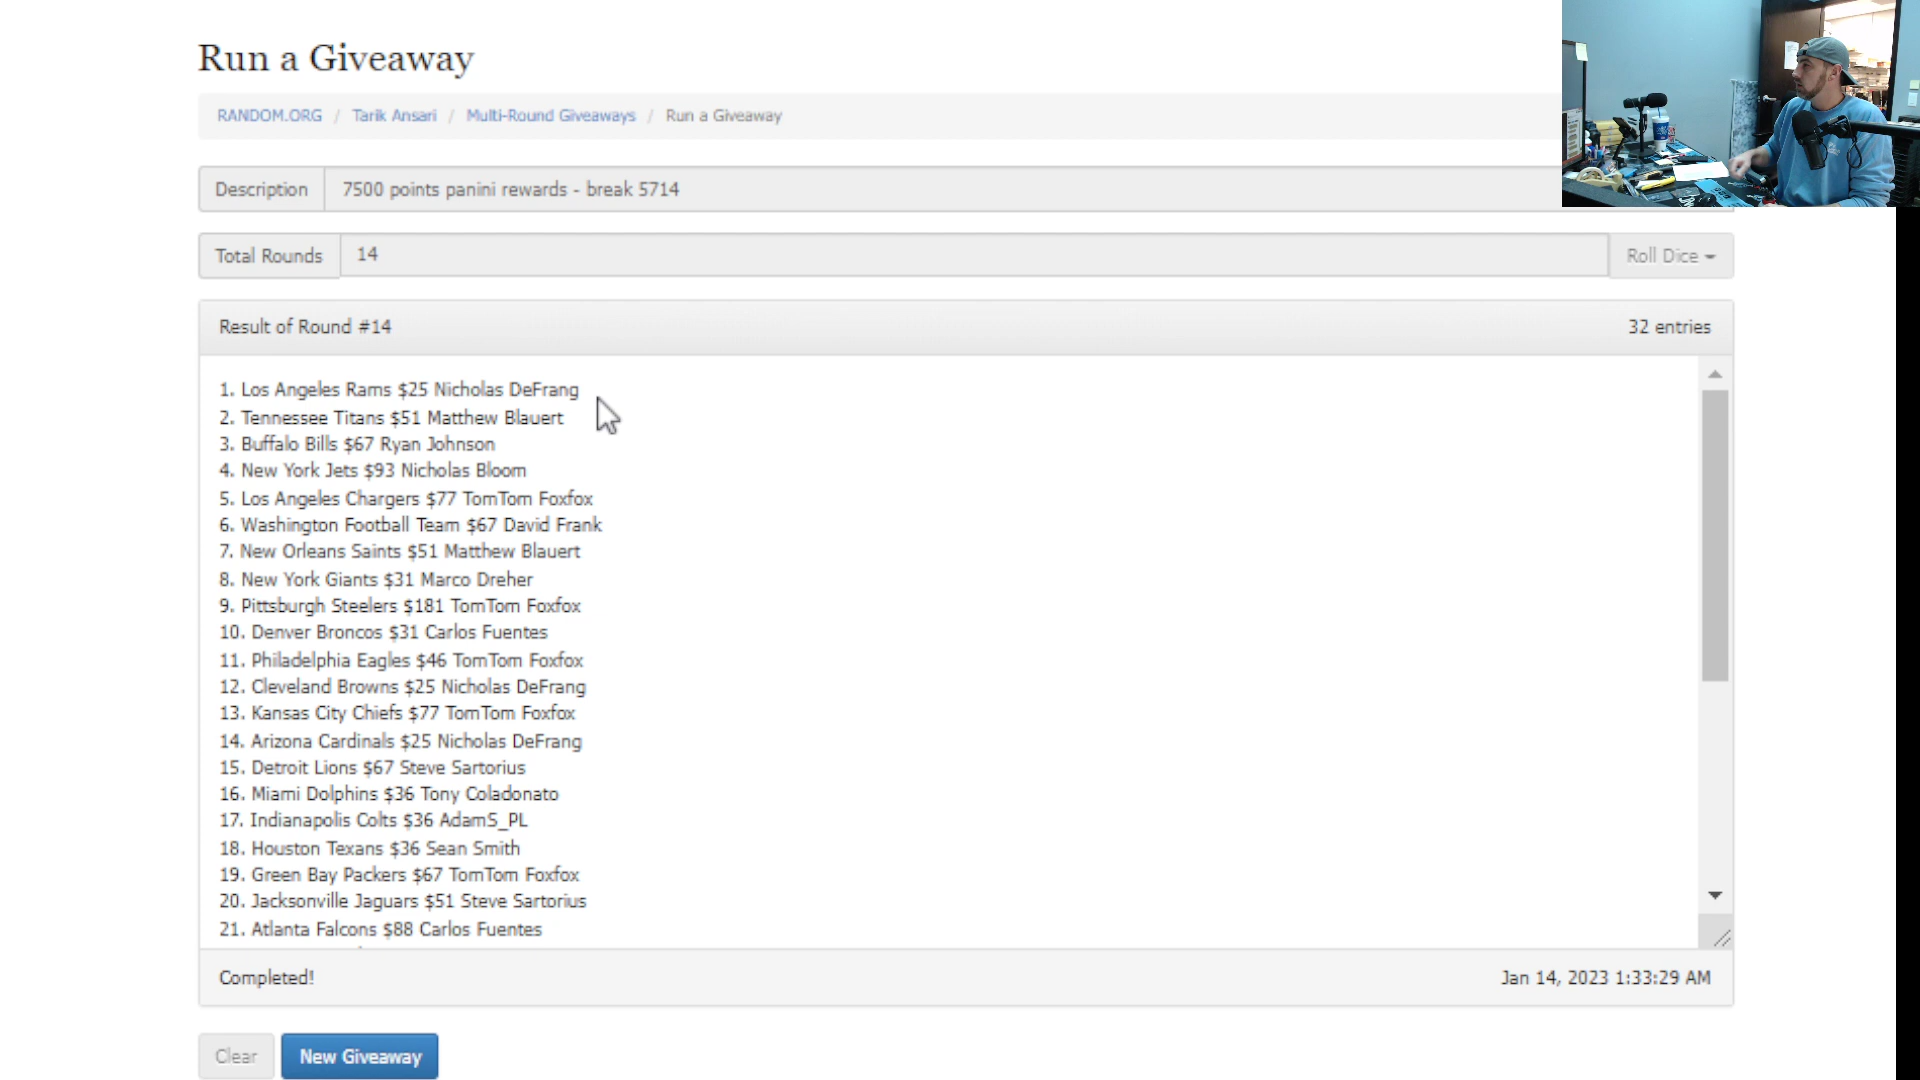 Run a Giveaway
RANDOM.ORG / Tarik Ansari / Multi-Round Giveaways / Run a Giveaway
Description 7500 points panini rewards - break 5714
Total Rounds 14 Roll Dice
Result of Round #14 32 entries
1. Los Angeles Rams $25 Nicholas DeFrang
2. Tennessee Titans $51 Matthew Blauert
3. Buffalo Bills $67 Ryan Johnson
4. New York Jets $93 Nicholas Bloom
5. Los Angeles Chargers $77 TomTom Foxfox
6. Washington Football Team $67 David Frank
7. New Orleans Saints $51 Matthew Blauert
8. New York Giants $31 Marco Dreher
9. Pittsburgh Steelers $181 TomTom Foxfox
10. Denver Broncos $31 Carlos Fuentes
11. Philadelphia Eagles $46 TomTom Foxfox
12. Cleveland Browns $25 Nicholas DeFrang
13. Kansas City Chiefs $77 TomTom Foxfox
14. Arizona Cardinals $25 Nicholas DeFrang
15. Detroit Lions $67 Steve Sartorius
16. Miami Dolphins $36 Tony Coladonato
17. Indianapolis Colts $36 AdamS_PL
18. Houston Texans $36 Sean Smith
19. Green Bay Packers $67 TomTom Foxfox
20. Jacksonville Jaguars $51 Steve Sartorius
21. Atlanta Falcons $88 Carlos Fuentes
Completed! Jan 14, 2023 1:33:29 AM
Clear New Giveaway